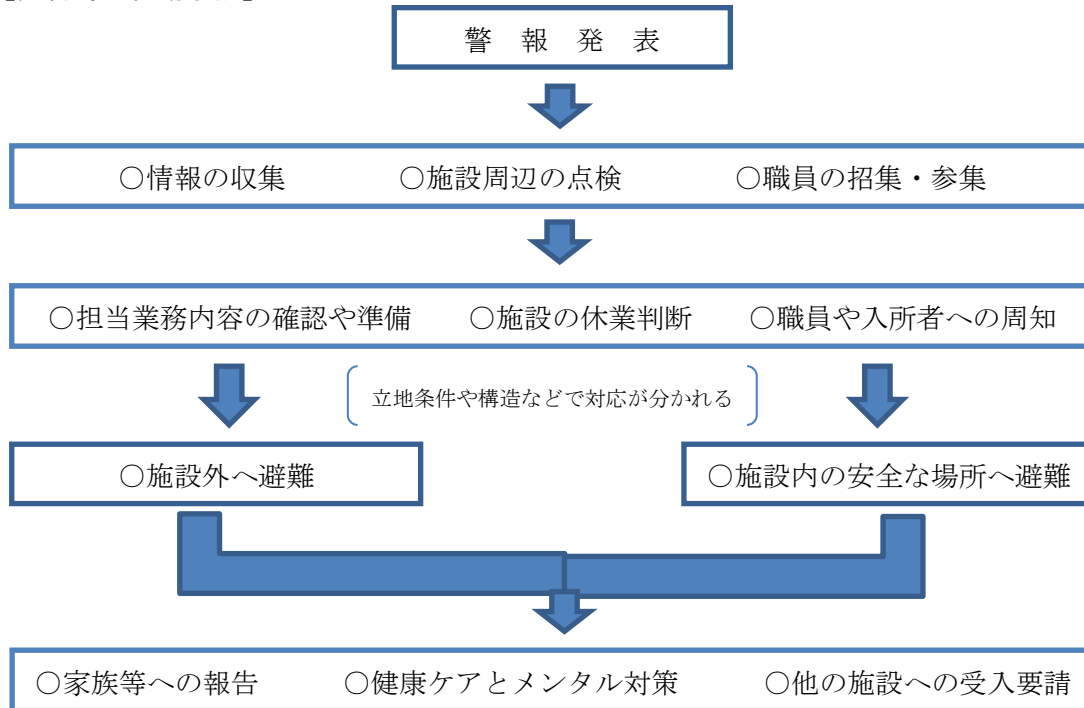 警 報 発 表
○情報の収集 ○施設周辺の点検 ○職員の招集・参集
○担当業務内容の確認や準備 ○施設の休業判断 ○職員や入所者への周知
立地条件や構造などで対応が分かれる
○施設外へ避難 ○施設内の安全な場所へ避難
○家族等への報告 ○健康ケアとメンタル対策 ○他の施設への受入要請